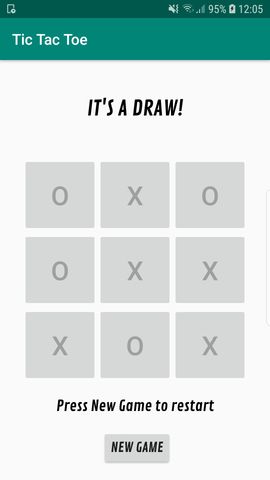 95% 12:05
Tic Tac Toe
IT'S A DRAW!
O X O
O X X
X O X
Press New Game to restart
NEW GAME